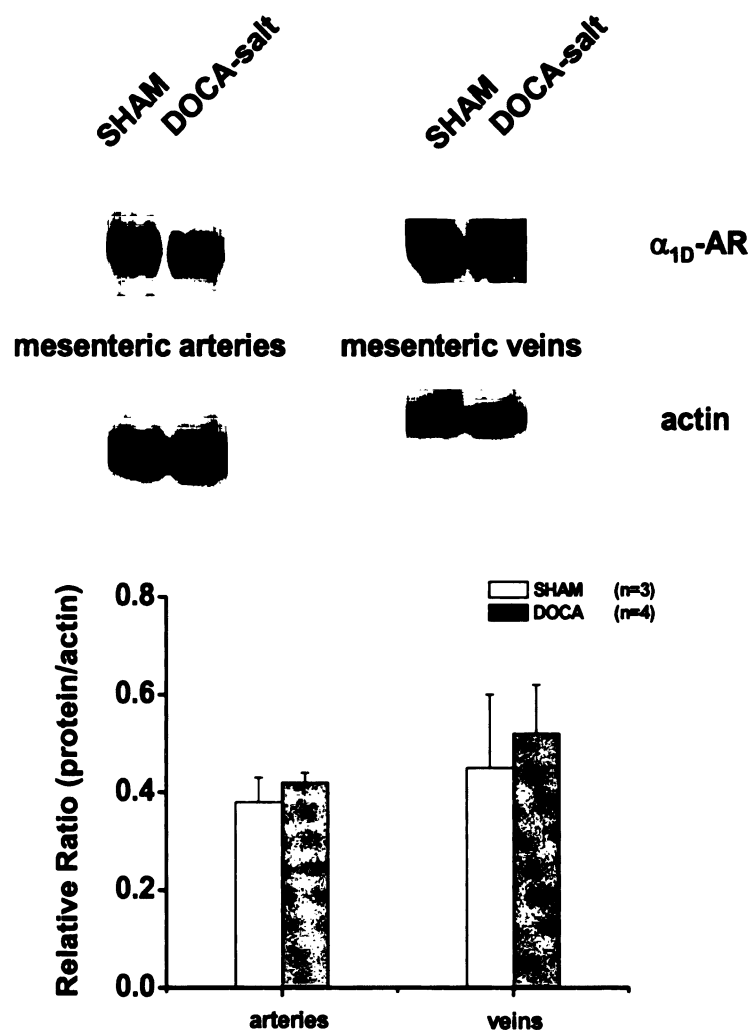 SHAM DOCA-salt SHAM DOCA-salt
α1D-AR
mesenteric arteries mesenteric veins
actin
Relative Ratio (protein/actin)
0.8
0.6
0.4
0.2
0.0
SHAM (n=3)
DOCA (n=4)
arteries veins